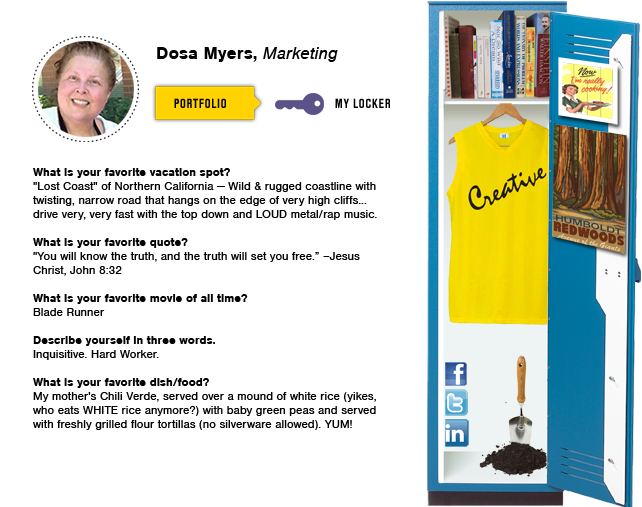 Dosa Myers, Marketing
PORTFOLIO
MY LOCKER
What is your favorite vacation spot?
"Lost Coast" of Northern California — Wild & rugged coastline with
twisting, narrow road that hangs on the edge of very high cliffs...
drive very, very fast with the top down and LOUD metal/rap music.
What is your favorite quote?
"You will know the truth, and the truth will set you free.” –Jesus
Christ, John 8:32
What is your favorite movie of all time?
Blade Runner
Describe yourself in three words.
Inquisitive. Hard Worker.
What is your favorite dish/food?
My mother's Chili Verde, served over a mound of white rice (yikes,
who eats WHITE rice anymore?) with baby green peas and served
with freshly grilled flour tortillas (no silverware allowed). YUM!
Creative
f
t
in
Now
I'm really
cooking!
HUMBOLDT
REDWOODS
Avenue of the Giants